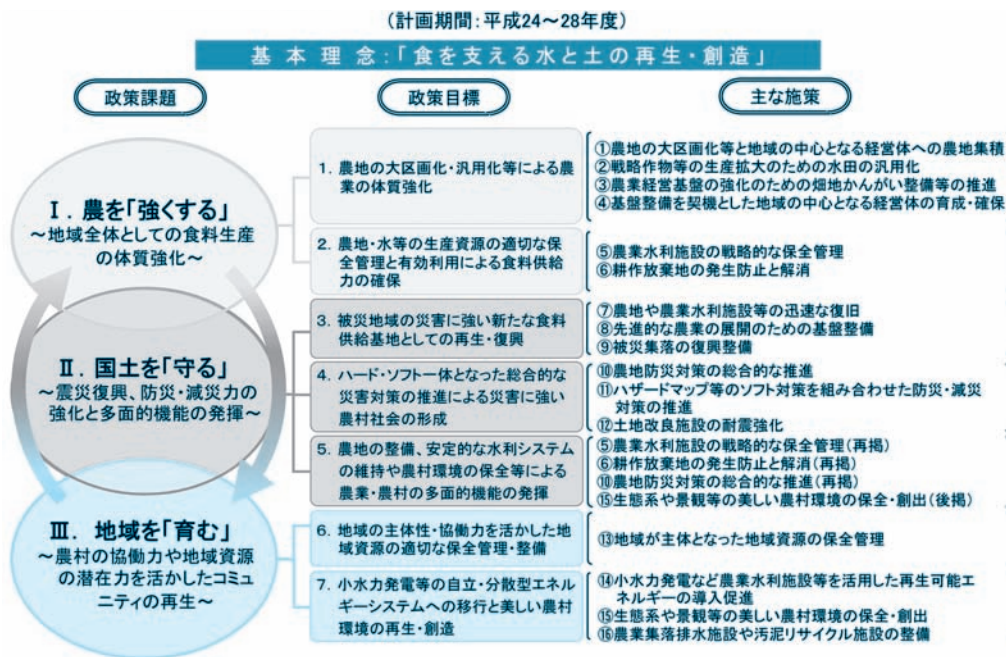 (計画期間:平成24～28年度)
基本理念:「食を支える水と土の再生・創造」
政策課題
政策目標
主な施策
Ⅰ.農を「強くする」
～地域全体としての食料生産
の体質強化～
1. 農地の大区画化・汎用化等による農
業の体質強化
①農地の大区画化等と地域の中心となる経営体への農地集積
②戦略作物等の生産拡大のための水田の汎用化
③農業経営基盤の強化のための畑地かんがい整備等の推進
④基盤整備を契機とした地域の中心となる経営体の育成・確保
2. 農地・水等の生産資源の適切な保
全管理と有効利用による食料供給
力の確保
⑤農業水利施設の戦略的な保全管理
⑥耕作放棄地の発生防止と解消
Ⅱ.国土を「守る」
～震災復興、防災・減災力の
強化と多面的機能の発揮～
3. 被災地域の災害に強い新たな食料
供給基地としての再生・復興
⑦農地や農業水利施設等の迅速な復旧
⑧先進的な農業の展開のための基盤整備
⑨被災集落の復興整備
4. ハード・ソフト一体となった総合的な
災害対策の推進による災害に強い
農村社会の形成
⑩農地防災対策の総合的な推進
⑪ハザードマップ等のソフト対策を組み合わせた防災・減災
対策の推進
⑫土地改良施設の耐震強化
5. 農地の整備、安定的な水利システム
の維持や農村環境の保全等による
農業・農村の多面的機能の発揮
⑤農業水利施設の戦略的な保全管理(再掲)
⑥耕作放棄地の発生防止と解消(再掲)
⑩農地防災対策の総合的な推進(再掲)
⑮生態系や景観等の美しい農村環境の保全・創出(後掲)
Ⅲ.地域を「育む」
～農村の協働力や地域資源
の潜在力を活かしたコミュ
ニティの再生～
6. 地域の主体性・協働力を活かした地
域資源の適切な保全管理・整備
⑬地域が主体となった地域資源の保全管理
7. 小水力発電等の自立・分散型エネル
ギーシステムへの移行と美しい農村
環境の再生・創造
⑭小水力発電など農業水利施設等を活用した再生可能エ
ネルギーの導入促進
⑮生態系や景観等の美しい農村環境の保全・創出
⑯農業集落排水施設や汚泥リサイクル施設の整備